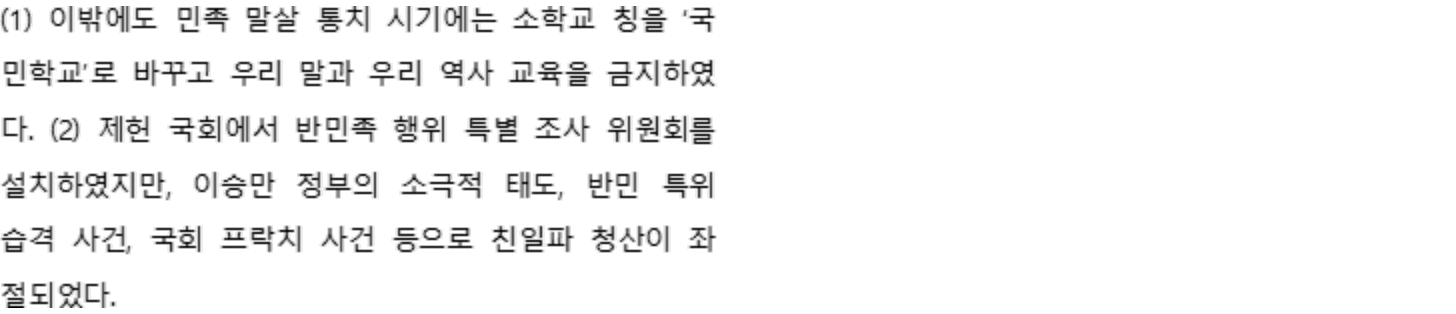 (1) 이밖에도 민족 말살 통치 시기에는 소학교 칭을 '국
민학교'로 바꾸고 우리 말과 우리 역사 교육을 금지하였
다. (2) 제헌 국회에서 반민족 행위 특별 조사 위원회를
설치하였지만, 이승만 정부의 소극적 태도, 반민 특위
습격 사건, 국회 프락치 사건 등으로 친일파 청산이 좌
절되었다.